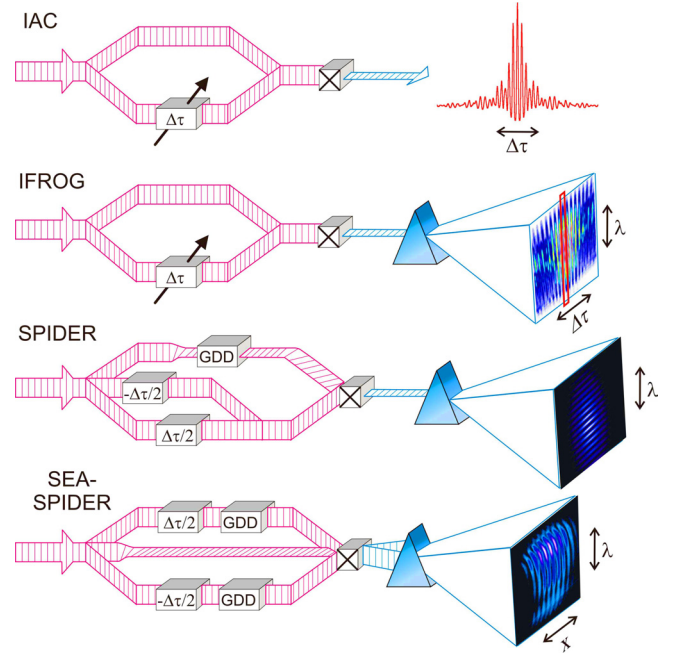 IAC
Δτ
Δτ
IFROG
Δτ
λ
Δτ
SPIDER
GDD
-Δτ/2
Δτ/2
λ
SEA-
SPIDER
Δτ/2 GDD
-Δτ/2 GDD
λ
x